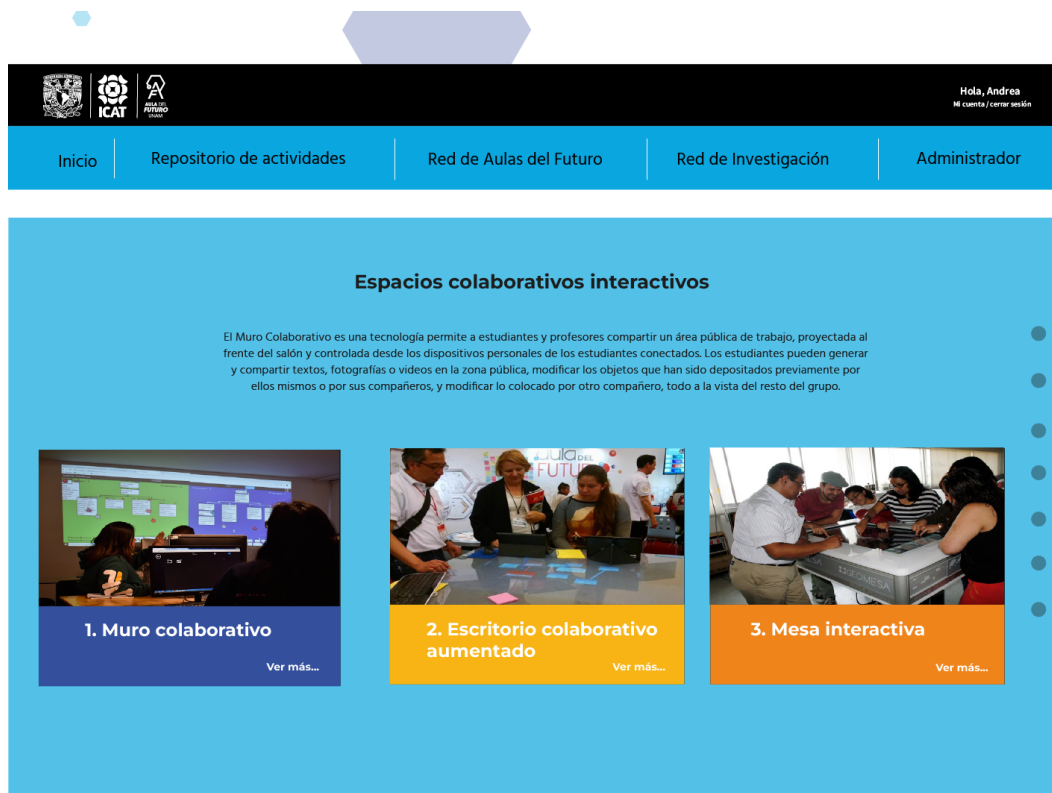 ICAT
AULA DEL
FUTURO
UNAM
Hola, Andrea
Mi cuenta / cerrar sesión
Inicio
Repositorio de actividades
Red de Aulas del Futuro
Red de Investigación
Administrador
Espacios colaborativos interactivos
El Muro Colaborativo es una tecnología permite a estudiantes y profesores compartir un área pública de trabajo, proyectada al
frente del salón y controlada desde los dispositivos personales de los estudiantes conectados. Los estudiantes pueden generar
y compartir textos, fotografías o videos en la zona pública, modificar los objetos que han sido depositados previamente por
ellos mismos o por sus compañeros, y modificar lo colocado por otro compañero, todo a la vista del resto del grupo.
aula DEL
FUTURO
GEOMESA
1. Muro colaborativo
Ver más...
2. Escritorio colaborativo
aumentado
Ver más...
3. Mesa interactiva
Ver más...